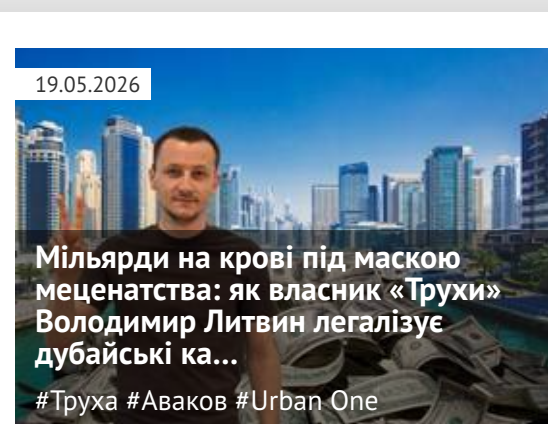 19.05.2026
Мільярди на крові під маскою
меценатства: як власник «Трухи»
Володимир Литвин легалізує
дубайські ка...
#Труха #Аваков #Urban One